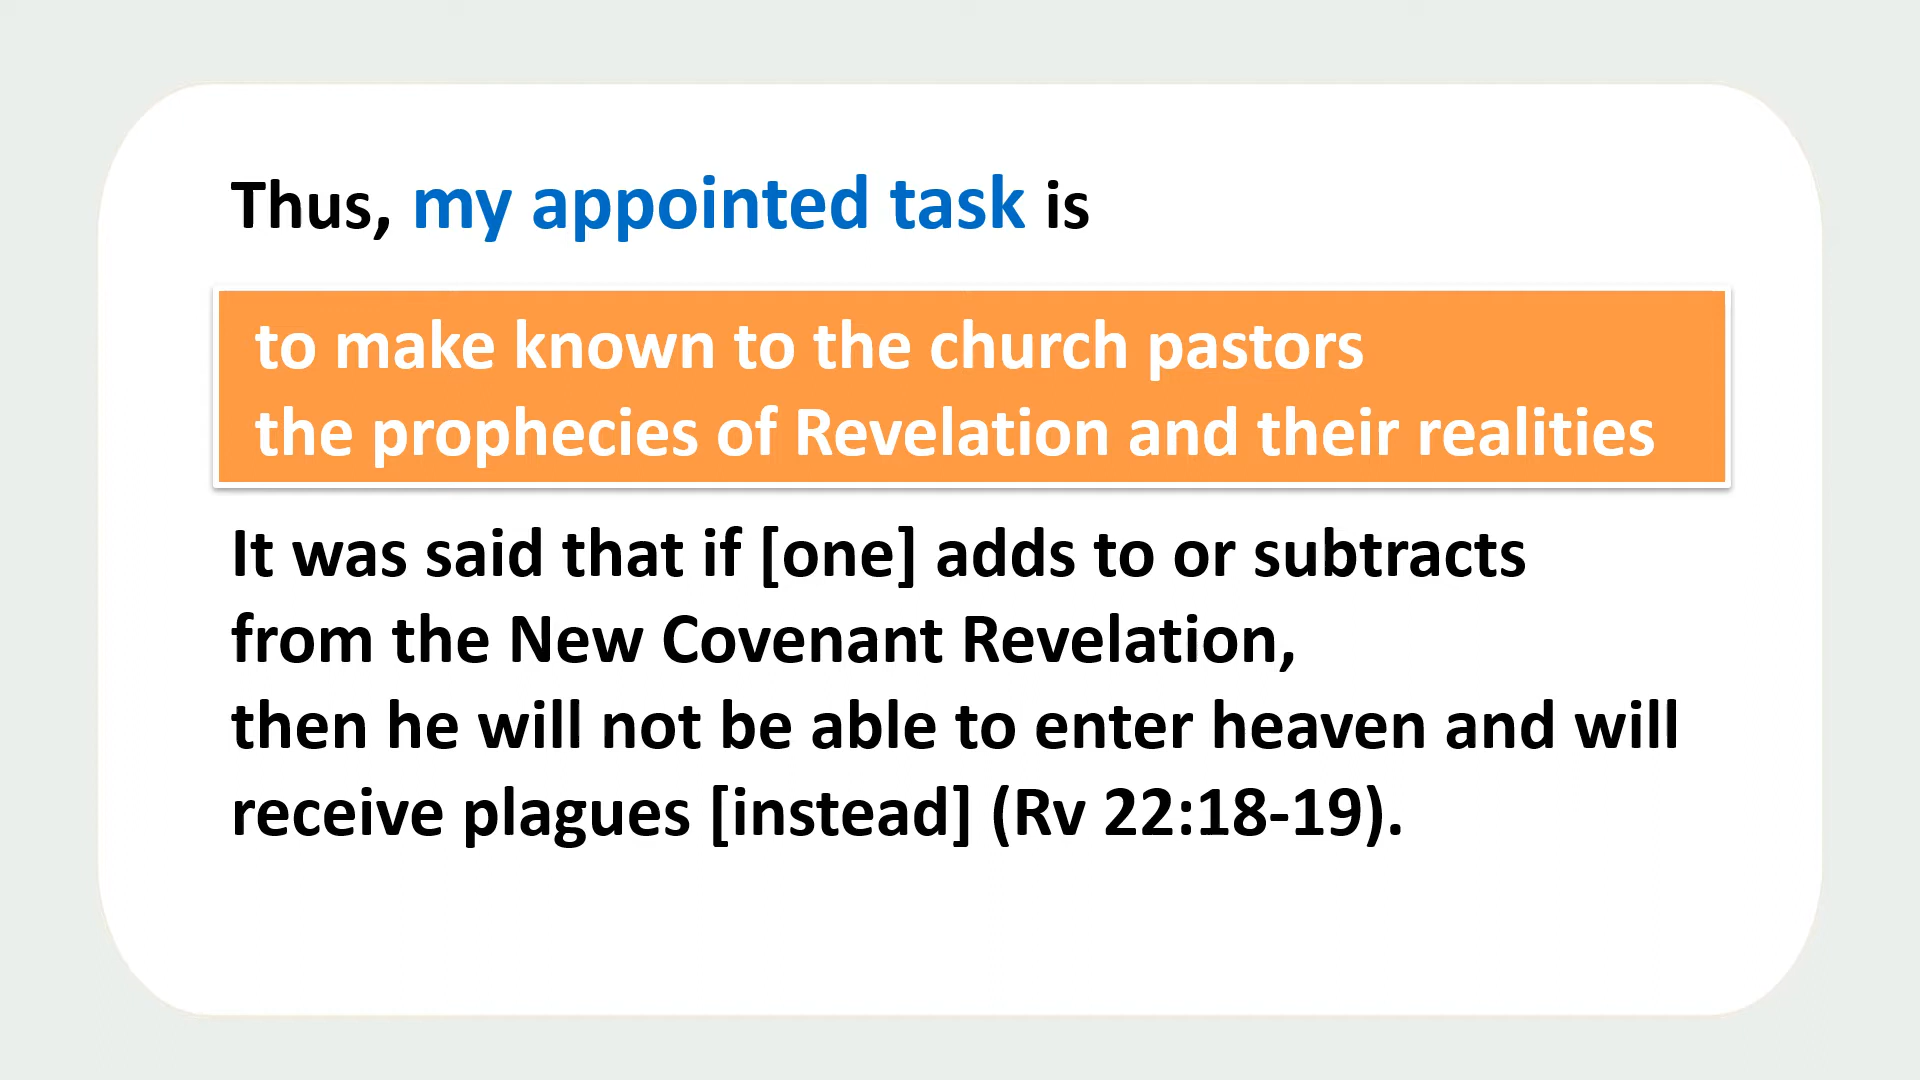 Thus, my appointed task is
to make known to the church pastors
the prophecies of Revelation and their realities
It was said that if [one] adds to or subtracts
from the New Covenant Revelation,
then he will not be able to enter heaven and will
receive plagues [instead] (Rv 22:18-19).